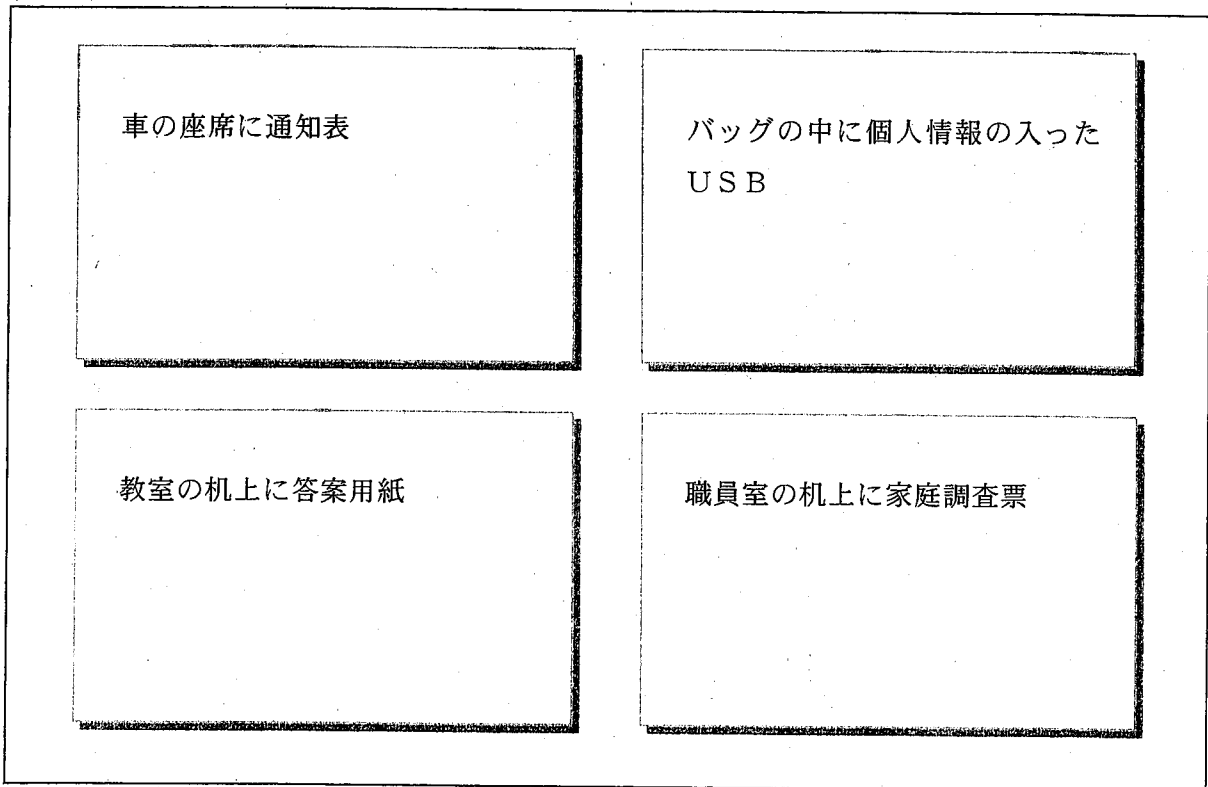 車の座席に通知表
バッグの中に個人情報の入った
ＵＳＢ
教室の机上に答案用紙
職員室の机上に家庭調査票